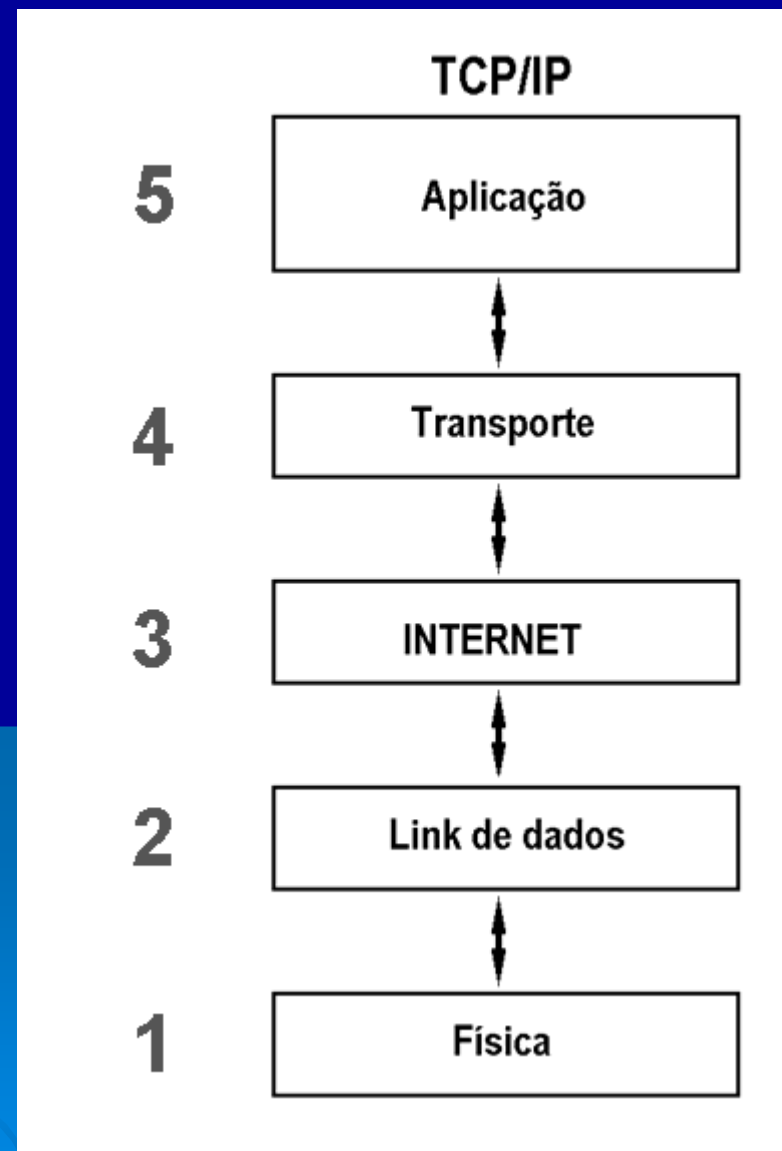 TCP/IP
5
Aplicação
4
Transporte
3
INTERNET
2
Link de dados
1
Física